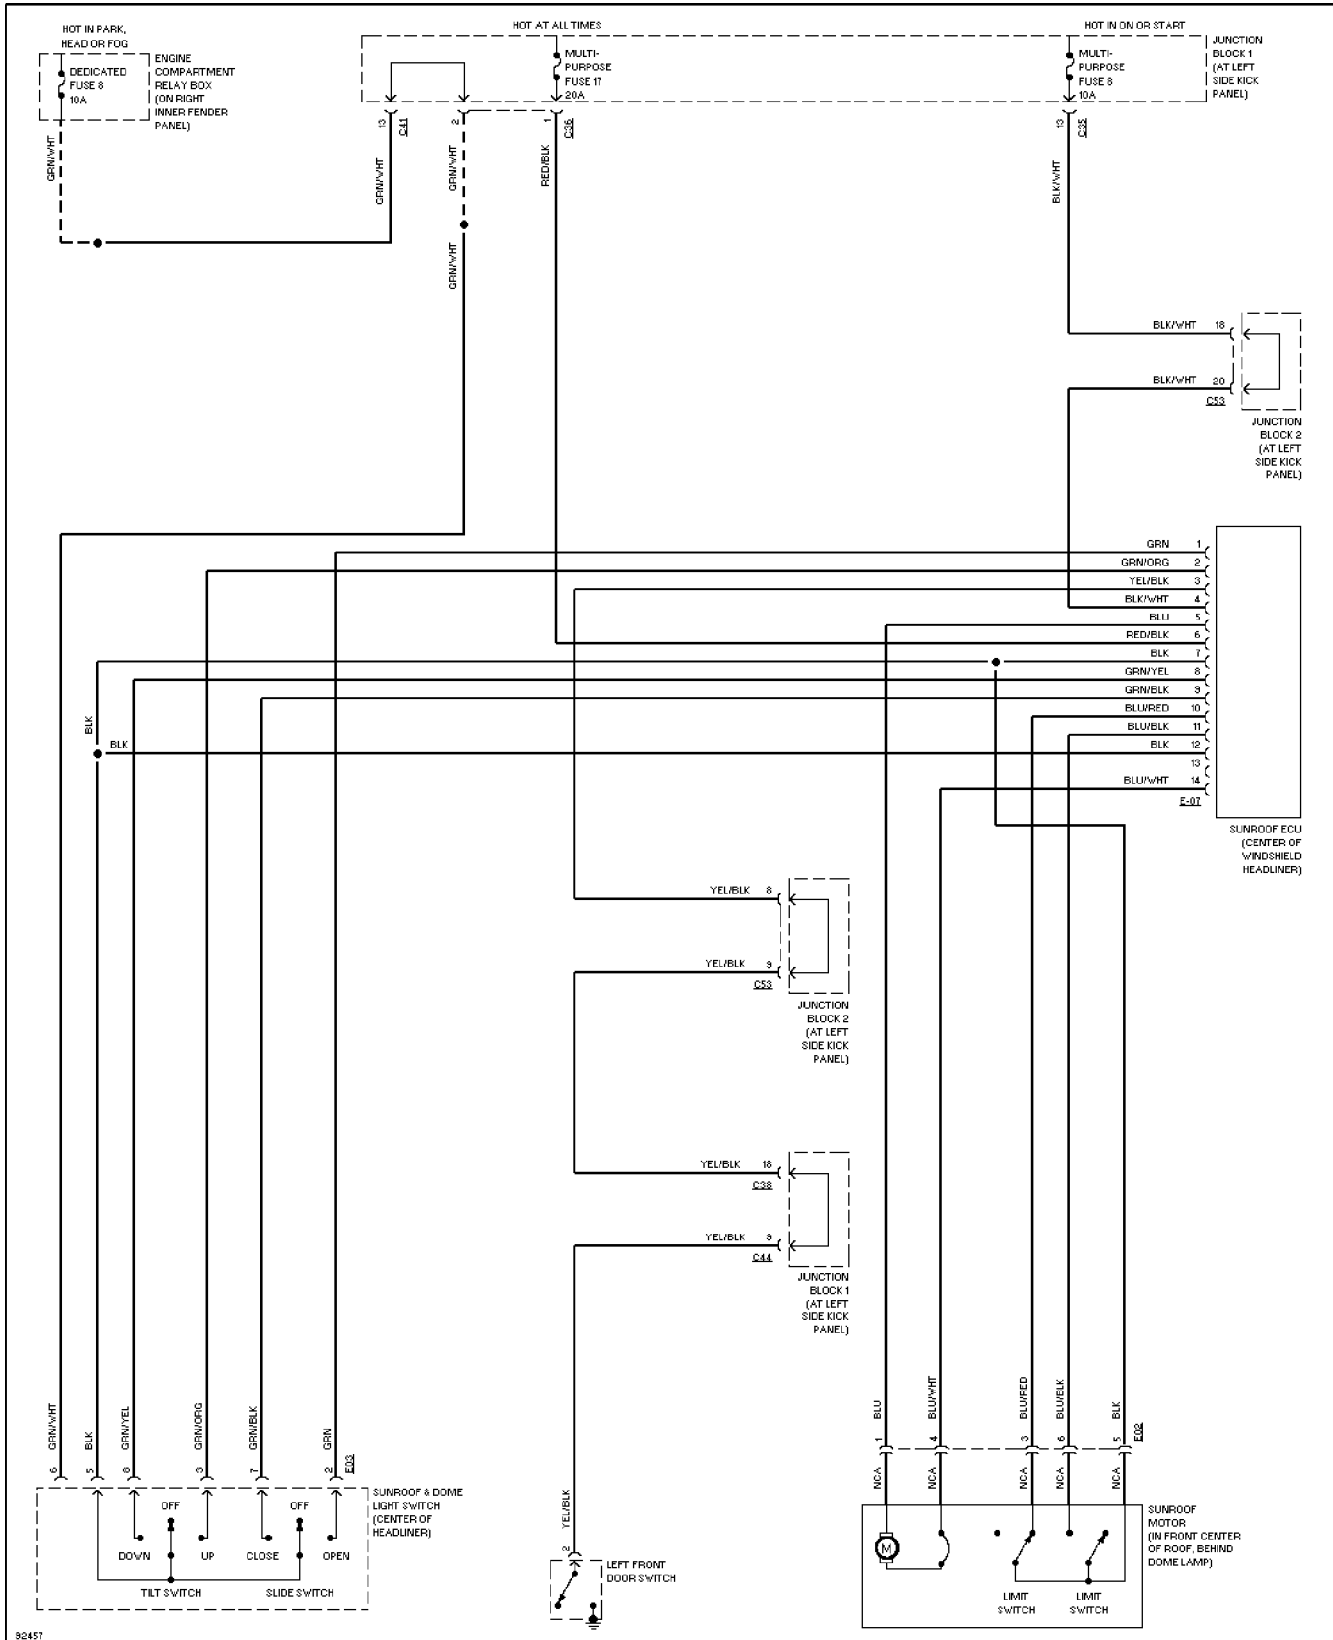 HOT IN PARK,
HEAD OR FOG
DEDICATED
FUSE 8
10A
ENGINE
COMPARTMENT
RELAY BOX
(ON RIGHT
INNER FENDER
PANEL)
HOT AT ALL TIMES
MULTI-
PURPOSE
FUSE 17
20A
HOT IN ON OR START
MULTI-
PURPOSE
FUSE 8
10A
JUNCTION
BLOCK 1
(AT LEFT
SIDE KICK
PANEL)
13
C41
2
1
C36
13
C35
GRN/WHT
GRN/WHT
GRN/WHT
RED/BLK
BLK/WHT
GRN/WHT
BLK/WHT 18
BLK/WHT 20
C53
JUNCTION
BLOCK 2
(AT LEFT
SIDE KICK
PANEL)
GRN 1
GRN/ORG 2
YEL/BLK 3
BLK/WHT 4
BLU 5
RED/BLK 6
BLK 7
GRN/YEL 8
GRN/BLK 9
BLU/RED 10
BLU/BLK 11
BLK 12
13
BLU/WHT 14
E-07
BLK
BLK
SUNROOF ECU
(CENTER OF
WINDSHIELD
HEADLINER)
YEL/BLK 8
YEL/BLK 9
C53
JUNCTION
BLOCK 2
(AT LEFT
SIDE KICK
PANEL)
YEL/BLK 18
C38
YEL/BLK 9
C44
JUNCTION
BLOCK 1
(AT LEFT
SIDE KICK
PANEL)
GRN/WHT
BLK
GRN/YEL
GRN/ORG
GRN/BLK
GRN
6
5
8
3
7
2
E03
SUNROOF & DOME
LIGHT SWITCH
(CENTER OF
HEADLINER)
OFF
OFF
DOWN
UP
CLOSE
OPEN
TILT SWITCH
SLIDE SWITCH
YEL/BLK
2
LEFT FRONT
DOOR SWITCH
BLU
BLU/WHT
BLU/RED
BLU/BLK
BLK
1
4
3
6
5
E02
NCA
NCA
NCA
NCA
NCA
M
SUNROOF
MOTOR
(IN FRONT CENTER
OF ROOF, BEHIND
DOME LAMP)
LIMIT
SWITCH
LIMIT
SWITCH
92457